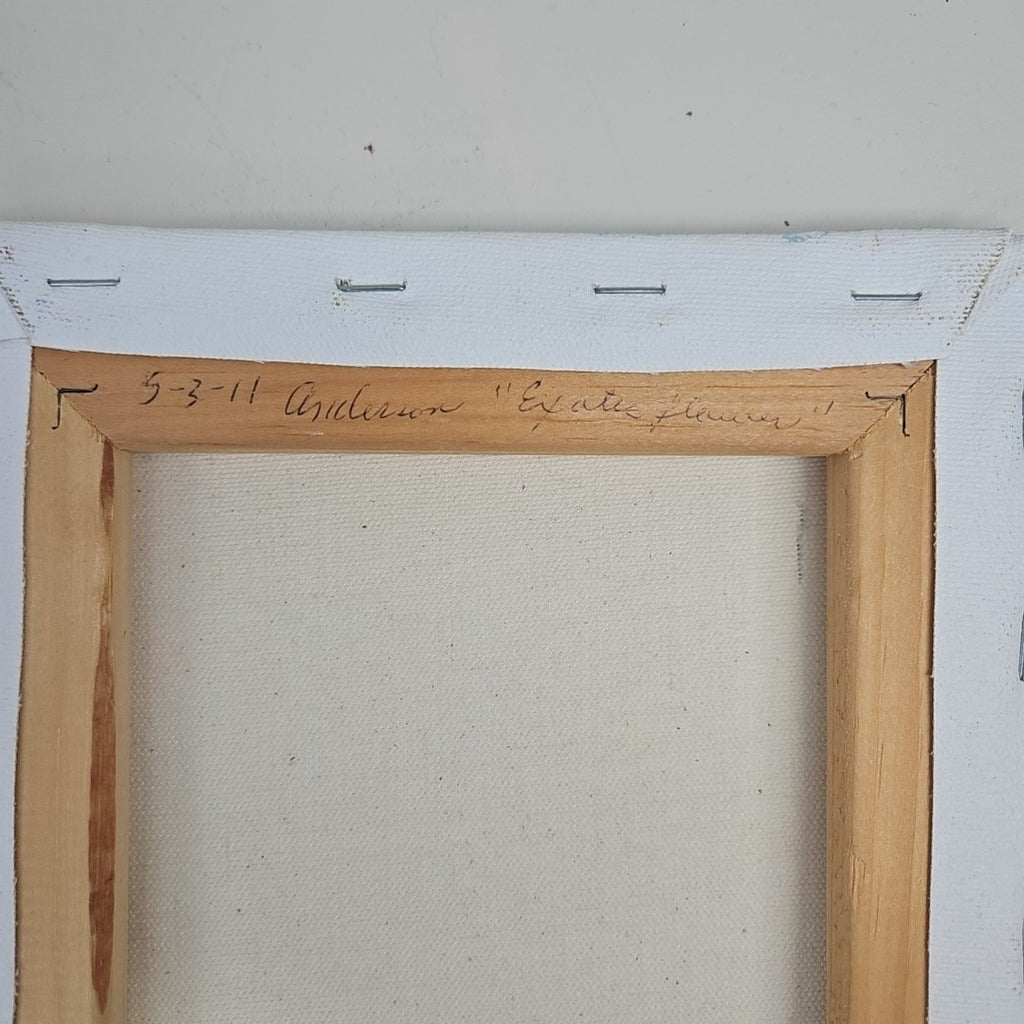 5-3-11 Anderson "Exotic flower"